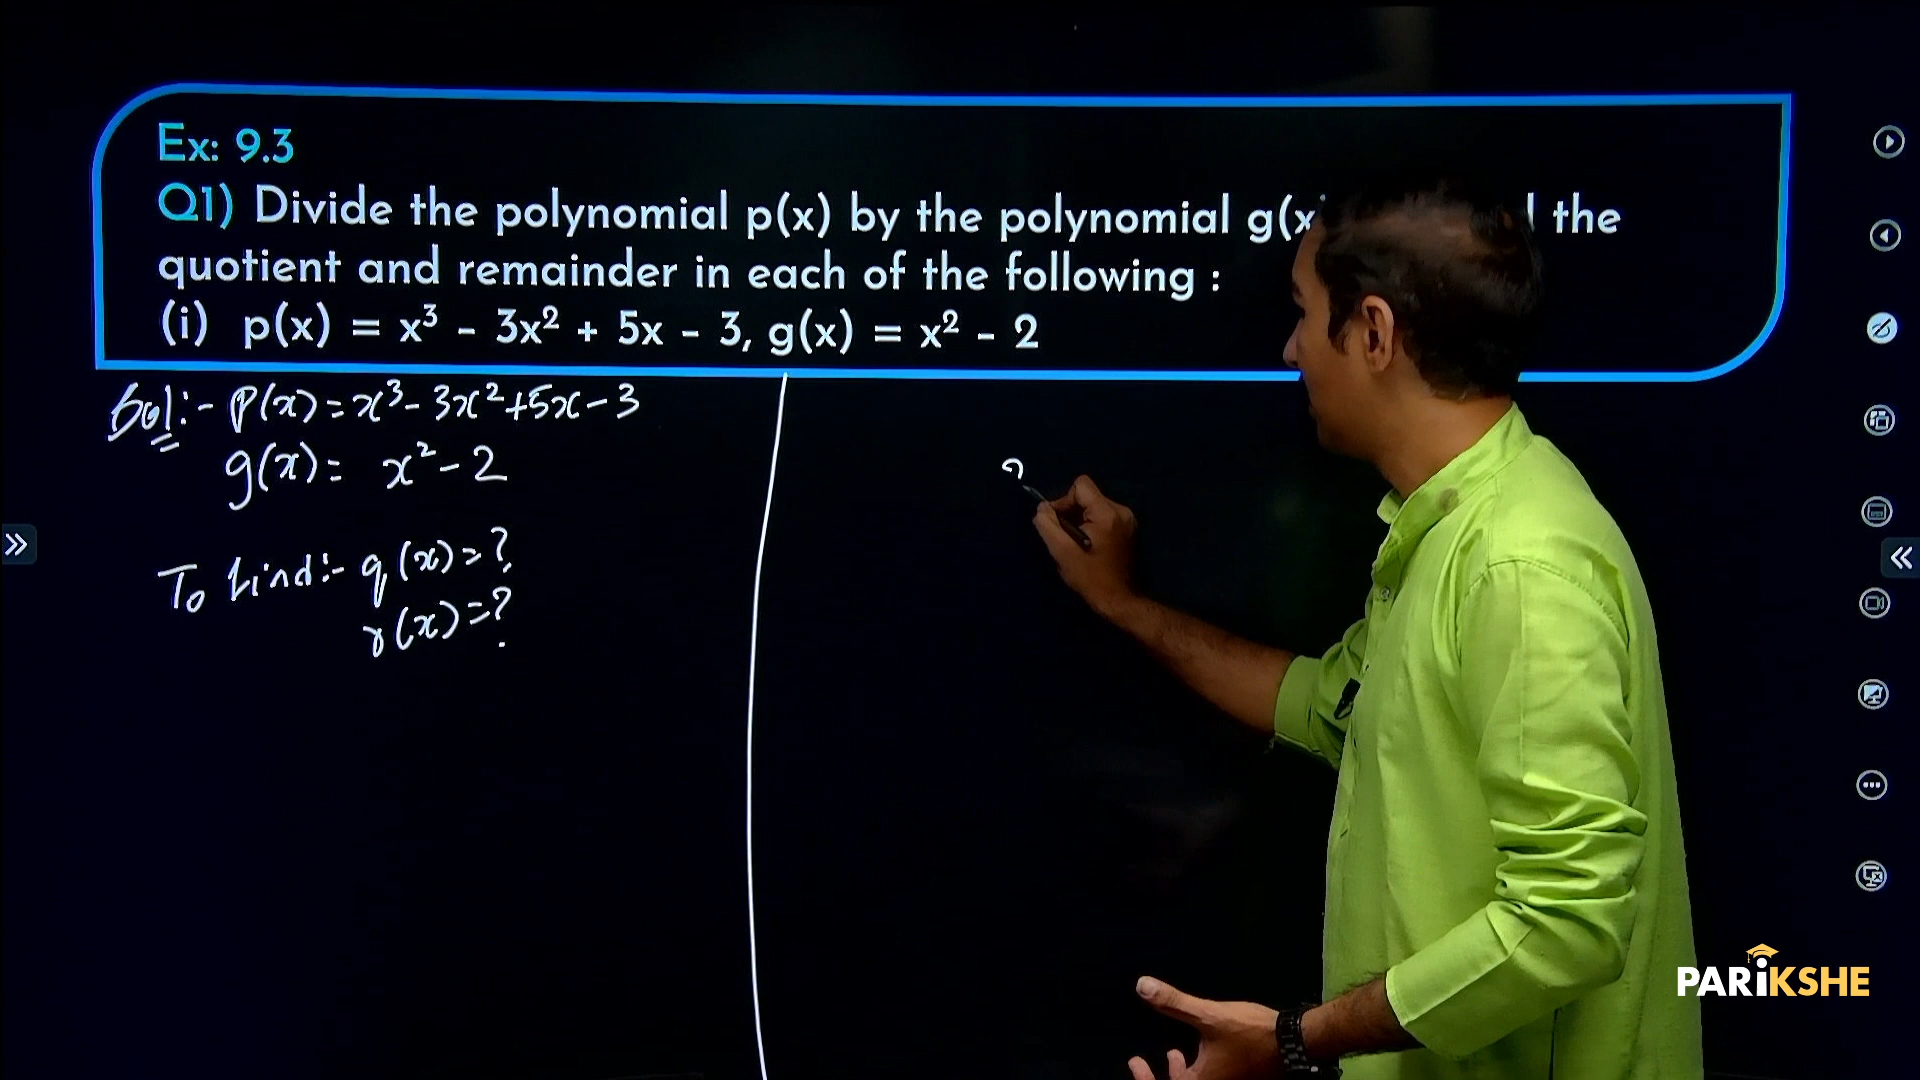 Ex: 9.3
Q1) Divide the polynomial p(x) by the polynomial g(x the
quotient and remainder in each of the following :
(i) p(x) = x³ - 3x² + 5x - 3, g(x) = x² - 2
Sol:- P(x) = x³ - 3x² + 5x - 3
g(x) = x² - 2
To find:- q(x) = ?
r(x) = ?
PARiKSHE